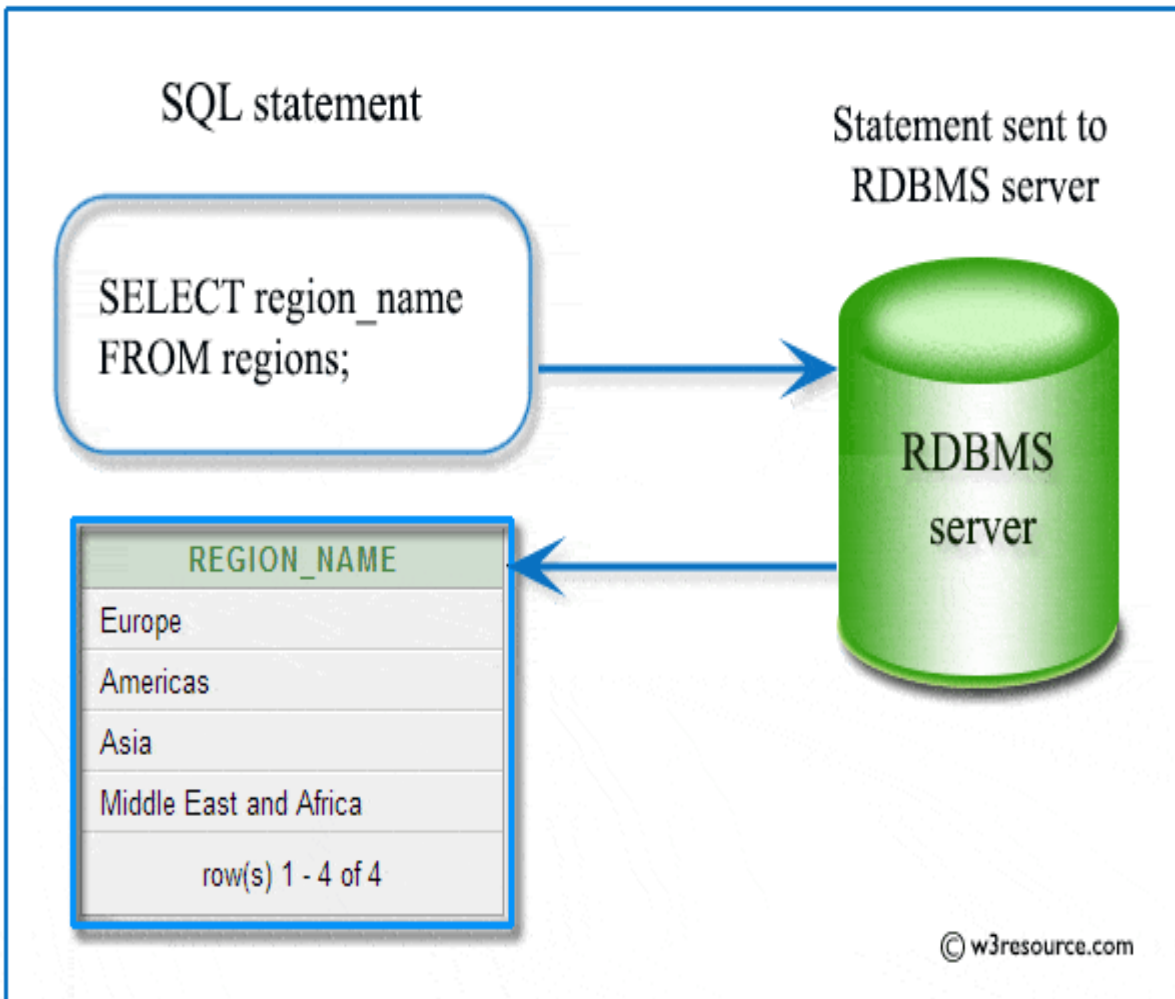 SQL statement
Statement sent to
RDBMS server
SELECT region_name
FROM regions;
RDBMS
server
REGION_NAME
Europe
Americas
Asia
Middle East and Africa
row(s) 1 - 4 of 4
© w3resource.com